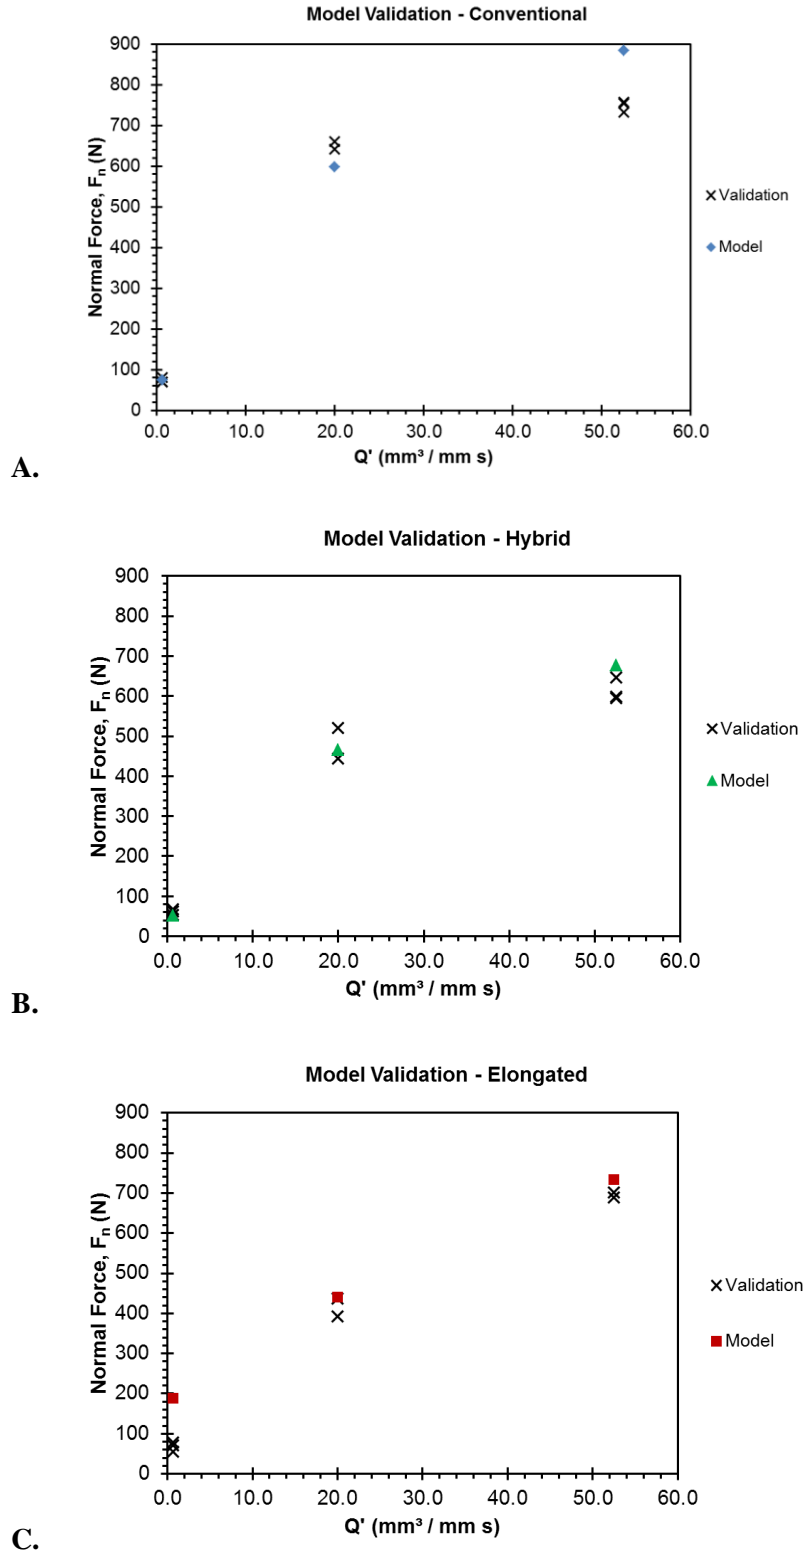 Model Validation - Conventional
Normal Force, Fn (N)
900
800
700
600
500
400
300
200
100
0
0.0 10.0 20.0 30.0 40.0 50.0 60.0
Q' (mm³ / mm s)
Validation
Model
A.
Model Validation - Hybrid
Normal Force, Fn (N)
900
800
700
600
500
400
300
200
100
0
0.0 10.0 20.0 30.0 40.0 50.0 60.0
Q' (mm³ / mm s)
Validation
Model
B.
Model Validation - Elongated
Normal Force, Fn (N)
900
800
700
600
500
400
300
200
100
0
0.0 10.0 20.0 30.0 40.0 50.0 60.0
Q' (mm³ / mm s)
Validation
Model
C.